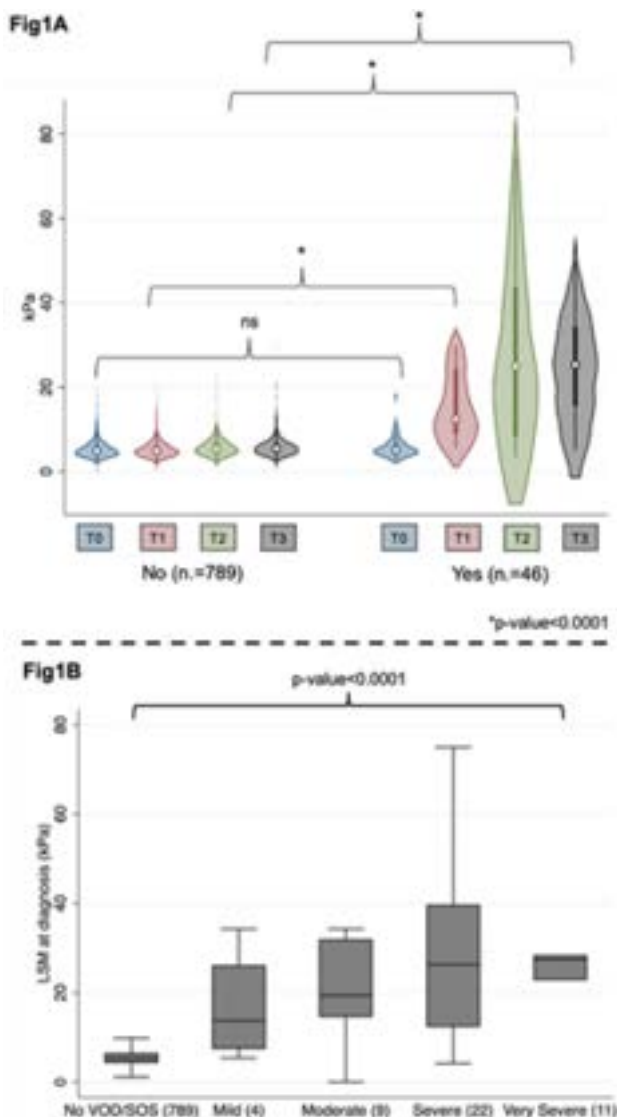 Fig1A
*
*
*
ns
kPa
80
60
40
20
0
T0 T1 T2 T3 T0 T1 T2 T3
No (n.=789) Yes (n.=46)
*p-value<0.0001
Fig1B
p-value<0.0001
LSM at diagnosis (kPa)
80
60
40
20
0
No VOD/SOS (789) Mild (4) Moderate (9) Severe (22) Very Severe (11)